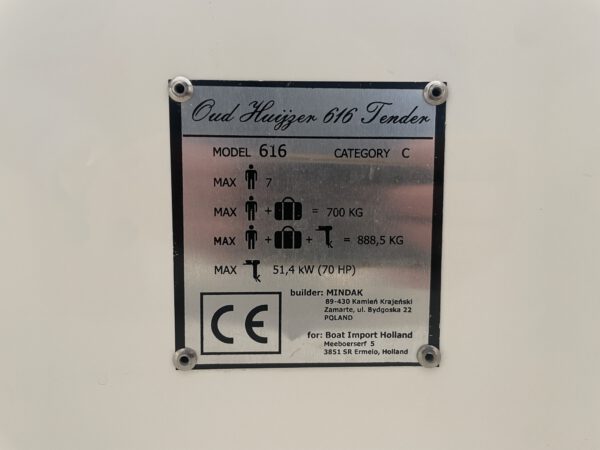 Oud Huijzer 616 Tender
MODEL 616 CATEGORY C
MAX 7
MAX + = 700 KG
MAX + + = 888,5 KG
MAX 51,4 kW (70 HP)
builder: MINDAK
89-430 Kamień Krajeński
Zamarte, ul. Bydgoska 22
POLAND
CE
for: Boat Import Holland
Meeboerserf 5
3851 SR Ermelo, Holland